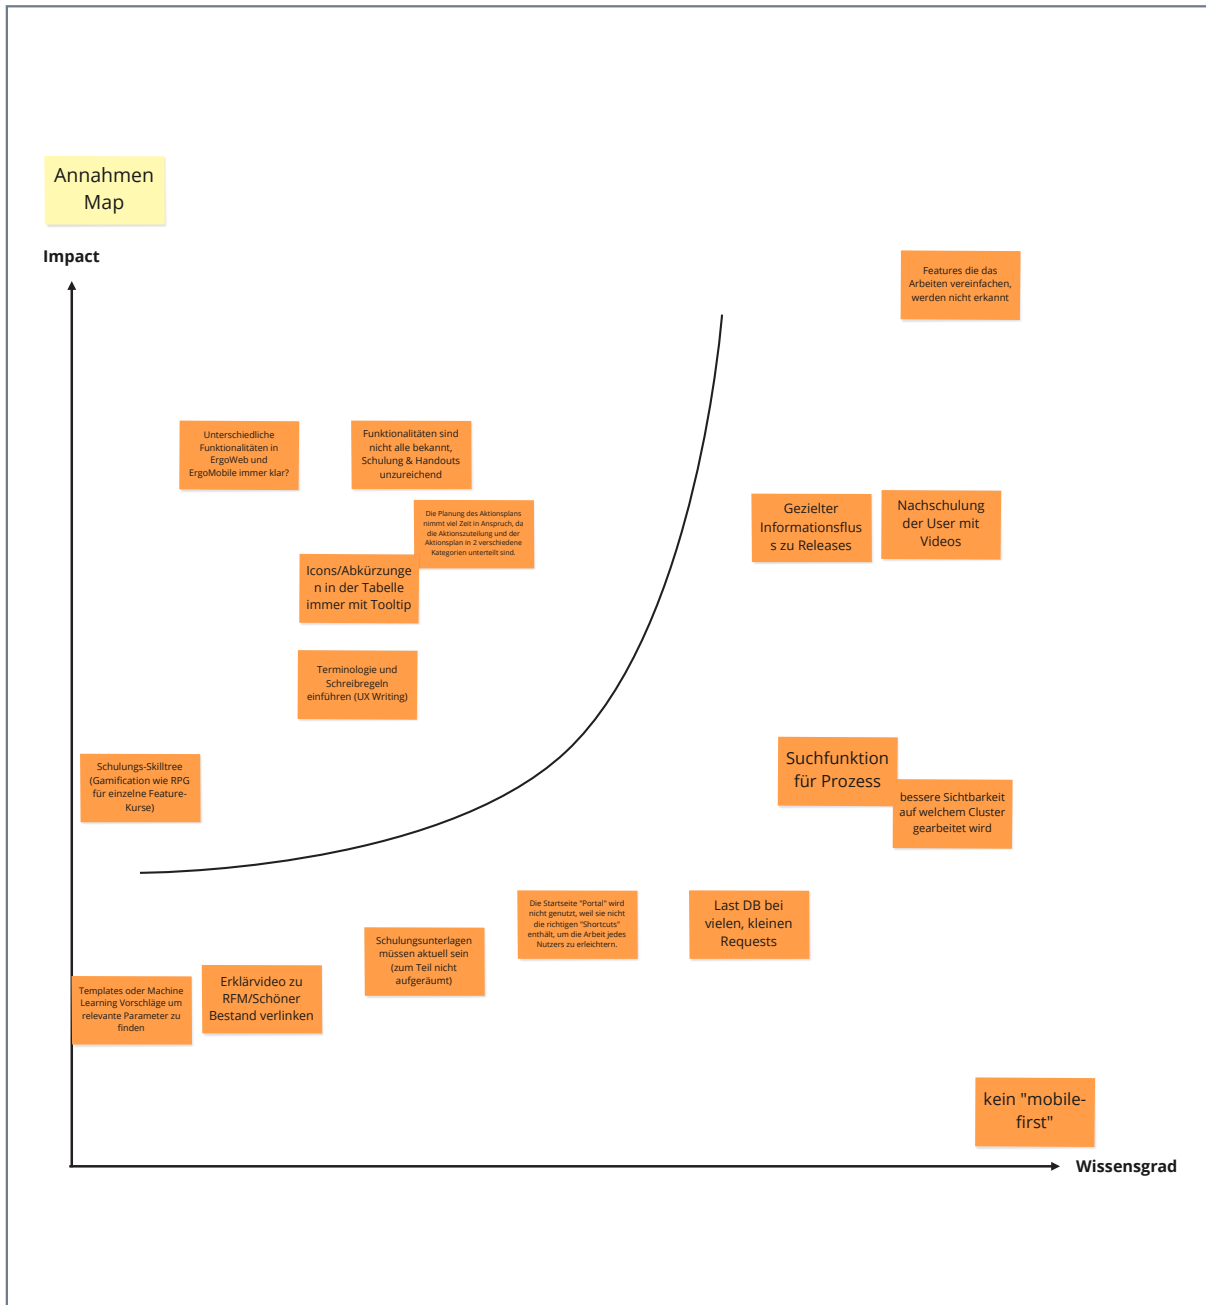 Annahmen
Map
Impact
Features die das
Arbeiten vereinfachen,
werden nicht erkannt
Unterschiedliche
Funktionalitäten in
ErgoWeb und
ErgoMobile immer klar?
Funktionalitäten sind
nicht alle bekannt,
Schulung & Handouts
unzureichend
Die Planung des Aktionsplans
nimmt viel Zeit in Anspruch, da
die Aktionszuteilung und der
Aktionsplan in 2 verschiedene
Kategorien unterteilt sind.
Gezielter
Informationsflus
s zu Releases
Nachschulung
der User mit
Videos
Icons/Abkürzunge
n in der Tabelle
immer mit Tooltip
Terminologie und
Schreibregeln
einführen (UX Writing)
Schulungs-Skilltree
(Gamification wie RPG
für einzelne Feature-
Kurse)
Suchfunktion
für Prozess
bessere Sichtbarkeit
auf welchem Cluster
gearbeitet wird
Die Startseite "Portal" wird
nicht genutzt, weil sie nicht
die richtigen "Shortcuts"
enthält, um die Arbeit jedes
Nutzers zu erleichtern.
Last DB bei
vielen, kleinen
Requests
Schulungsunterlagen
müssen aktuell sein
(zum Teil nicht
aufgeräumt)
Erklärvideo zu
RFM/Schöner
Bestand verlinken
Templates oder Machine
Learning Vorschläge um
relevante Parameter zu
finden
kein "mobile-
first"
Wissensgrad